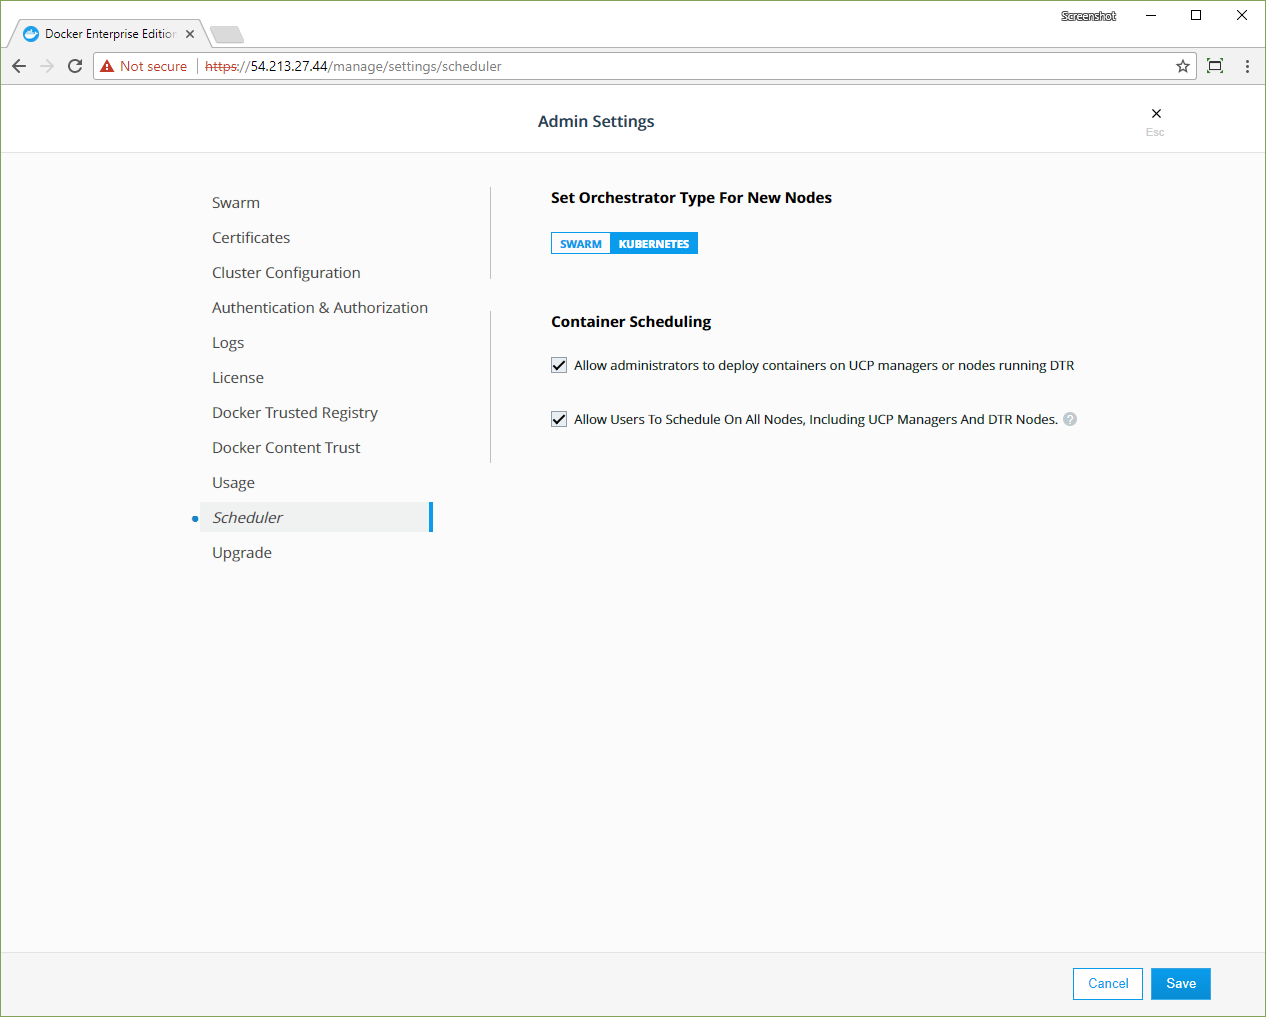 Screenshot
Docker Enterprise Edition
Not secure https://54.213.27.44/manage/settings/scheduler
Admin Settings
Esc
Swarm
Certificates
Cluster Configuration
Authentication & Authorization
Logs
License
Docker Trusted Registry
Docker Content Trust
Usage
Scheduler
Upgrade
Set Orchestrator Type For New Nodes
SWARM KUBERNETES
Container Scheduling
Allow administrators to deploy containers on UCP managers or nodes running DTR
Allow Users To Schedule On All Nodes, Including UCP Managers And DTR Nodes. ?
Cancel Save